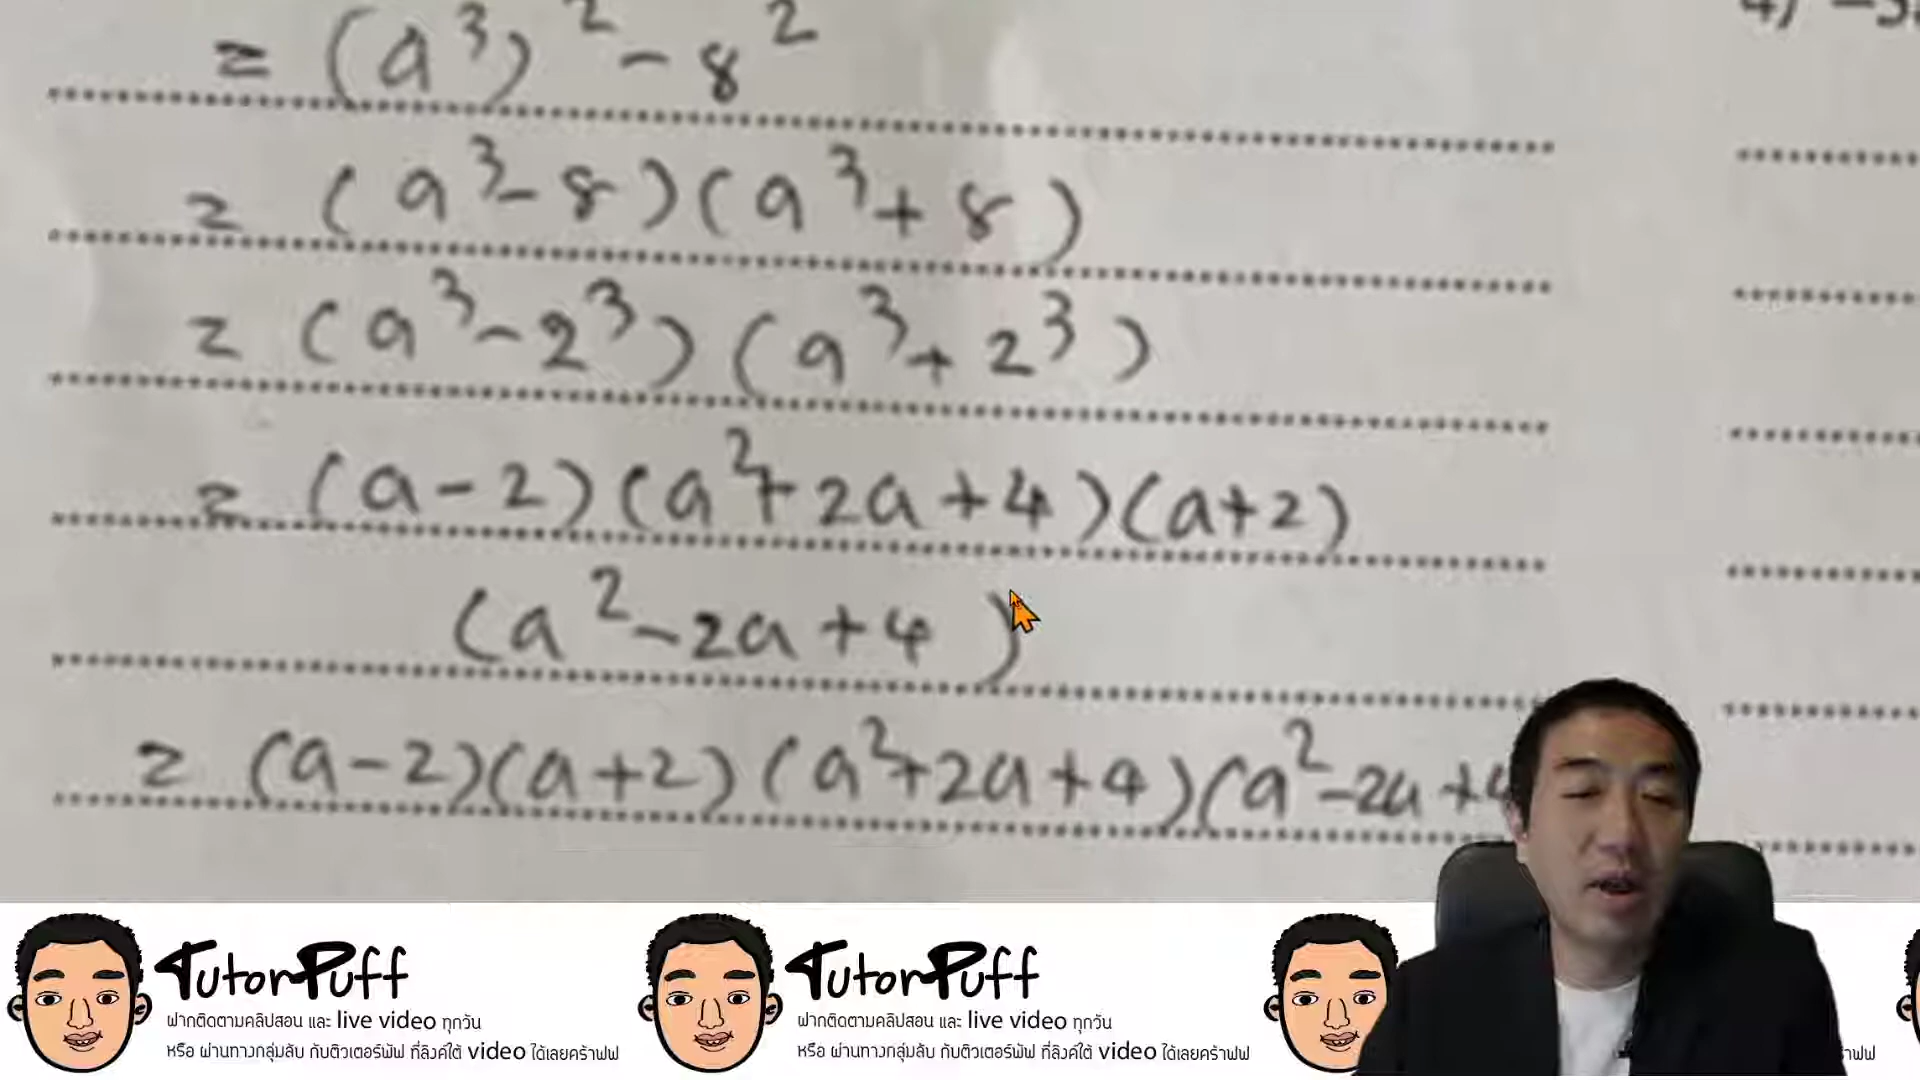 4)
= (a³)² - 8²
= (a³ - 8)(a³ + 8)
= (a³ - 2³)(a³ + 2³)
= (a - 2)(a² + 2a + 4)(a + 2)
(a² - 2a + 4)
= (a - 2)(a + 2)(a² + 2a + 4)(a² - 2a + 4
TutorPuff
ฝากติดตามคลิปสอน และ live video ทุกวัน
หรือ ผ่านทางกลุ่มลับ กับติวเตอร์พัฟ ที่ลิงค์ใต้ video ได้เลยคร้าฟฟ
TutorPuff
ฝากติดตามคลิปสอน และ live video ทุกวัน
หรือ ผ่านทางกลุ่มลับ กับติวเตอร์พัฟ ที่ลิงค์ใต้ video ได้เลยคร้าฟฟ